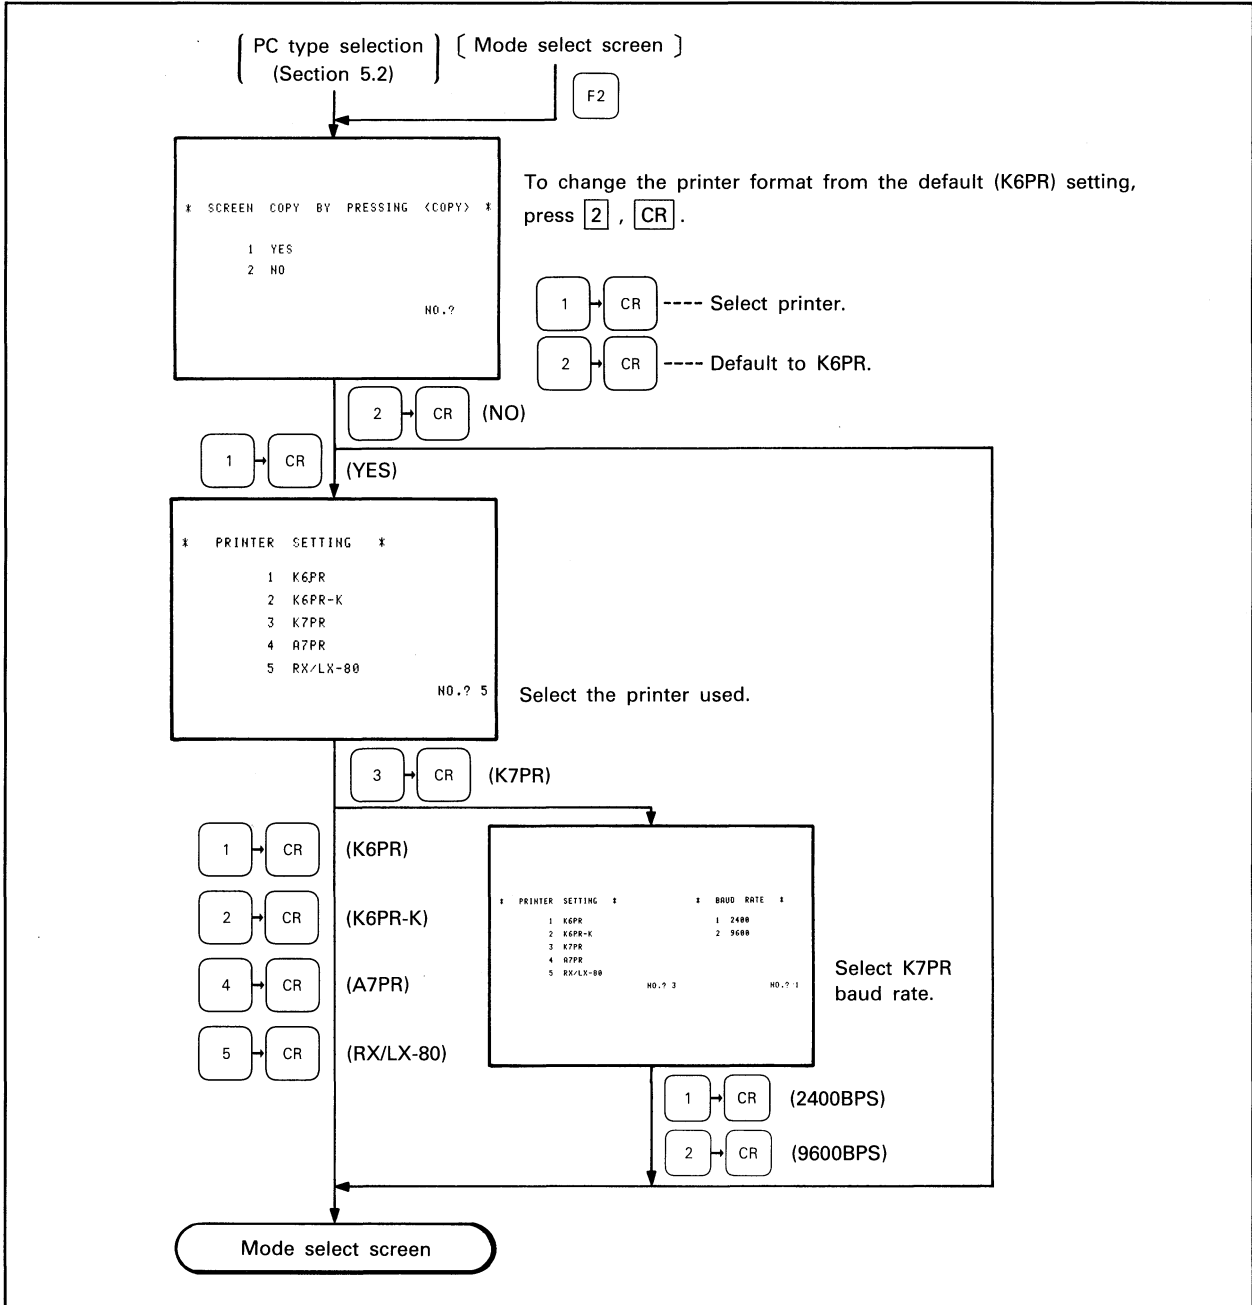 PC type selection
(Section 5.2)
[ Mode select screen ]
F2
* SCREEN COPY BY PRESSING <COPY> *
1 YES
2 NO
NO.?
To change the printer format from the default (K6PR) setting,
press 2 , CR .
1 → CR ---- Select printer.
2 → CR ---- Default to K6PR.
2 → CR (NO)
1 → CR (YES)
* PRINTER SETTING *
1 K6PR
2 K6PR-K
3 K7PR
4 A7PR
5 RX/LX-80
NO.? 5
Select the printer used.
3 → CR (K7PR)
1 → CR (K6PR)
2 → CR (K6PR-K)
4 → CR (A7PR)
5 → CR (RX/LX-80)
* PRINTER SETTING * * BAUD RATE *
1 K6PR 1 2400
2 K6PR-K 2 9600
3 K7PR
4 A7PR
5 RX/LX-80
NO.? 3 NO.? 1
Select K7PR
baud rate.
1 → CR (2400BPS)
2 → CR (9600BPS)
Mode select screen